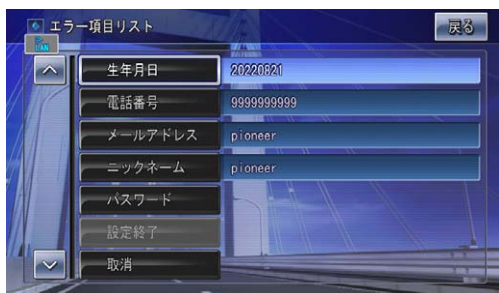 エラー項目リスト
戻る
LAN
生年月日 20220821
電話番号 9999999999
メールアドレス pioneer
ニックネーム pioneer
パスワード
設定終了
取消